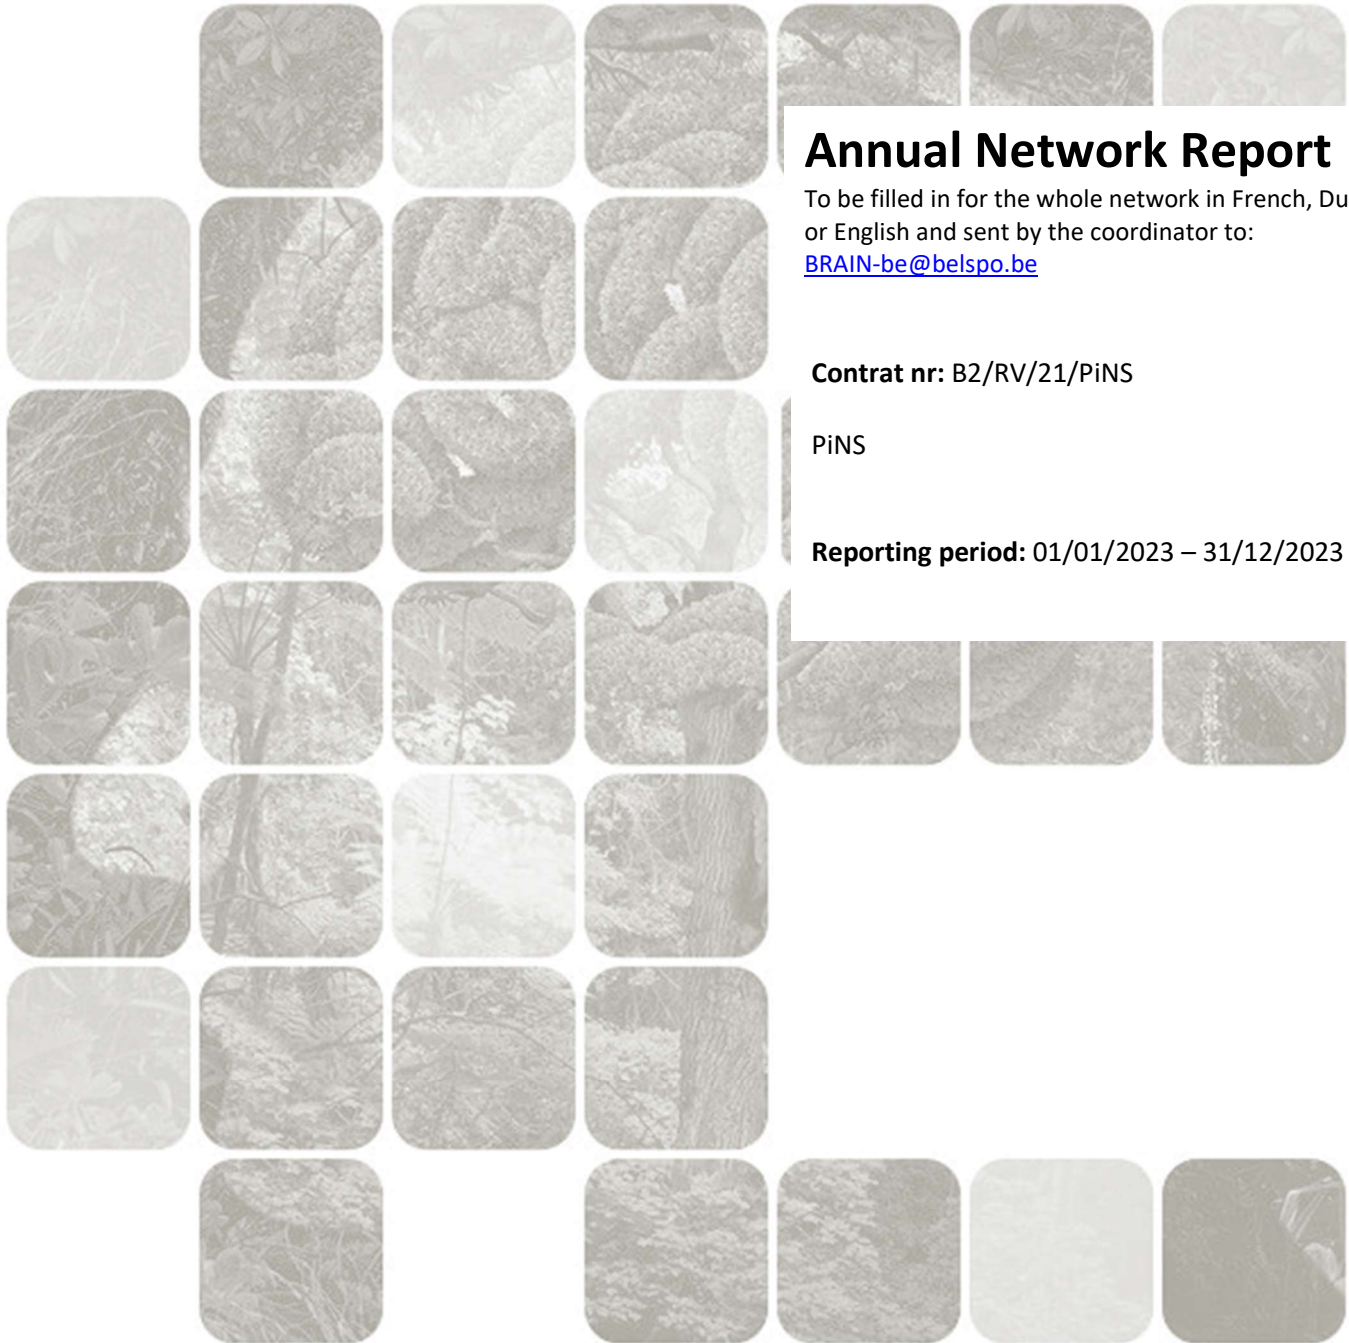 Annual Network Report
To be filled in for the whole network in French, Du
or English and sent by the coordinator to:
BRAIN-be@belspo.be
Contrat nr: B2/RV/21/PiNS
PiNS
Reporting period: 01/01/2023 – 31/12/2023